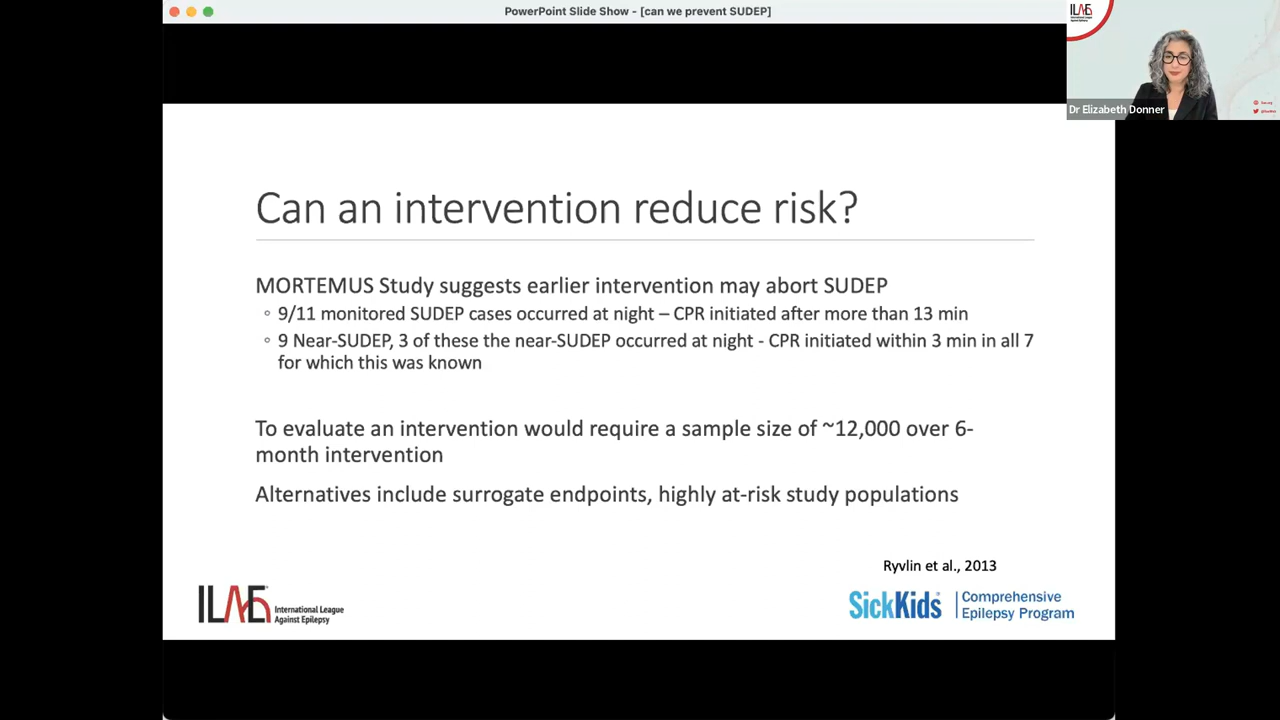 PowerPoint Slide Show - [can we prevent SUDEP]
ILAE
International League
Against Epilepsy
Dr Elizabeth Donner
Can an intervention reduce risk?
MORTEMUS Study suggests earlier intervention may abort SUDEP
◦ 9/11 monitored SUDEP cases occurred at night – CPR initiated after more than 13 min
◦ 9 Near-SUDEP, 3 of these the near-SUDEP occurred at night - CPR initiated within 3 min in all 7
for which this was known
To evaluate an intervention would require a sample size of ~12,000 over 6-
month intervention
Alternatives include surrogate endpoints, highly at-risk study populations
Ryvlin et al., 2013
ILAE
International League
Against Epilepsy
SickKids
Comprehensive
Epilepsy Program